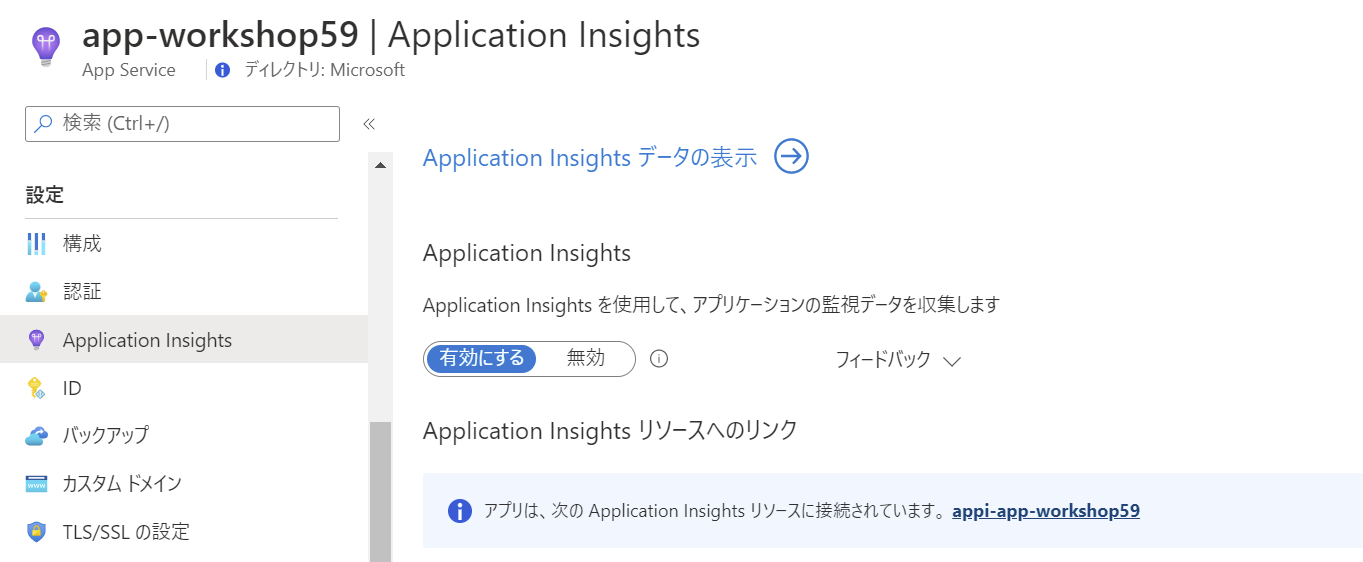 app-workshop59 | Application Insights
App Service
ディレクトリ: Microsoft
検索 (Ctrl+/)
設定
構成
認証
Application Insights
ID
バックアップ
カスタム ドメイン
TLS/SSL の設定
Application Insights データの表示
Application Insights
Application Insights を使用して、アプリケーションの監視データを収集します
有効にする 無効
フィードバック
Application Insights リソースへのリンク
アプリは、次の Application Insights リソースに接続されています。 appi-app-workshop59